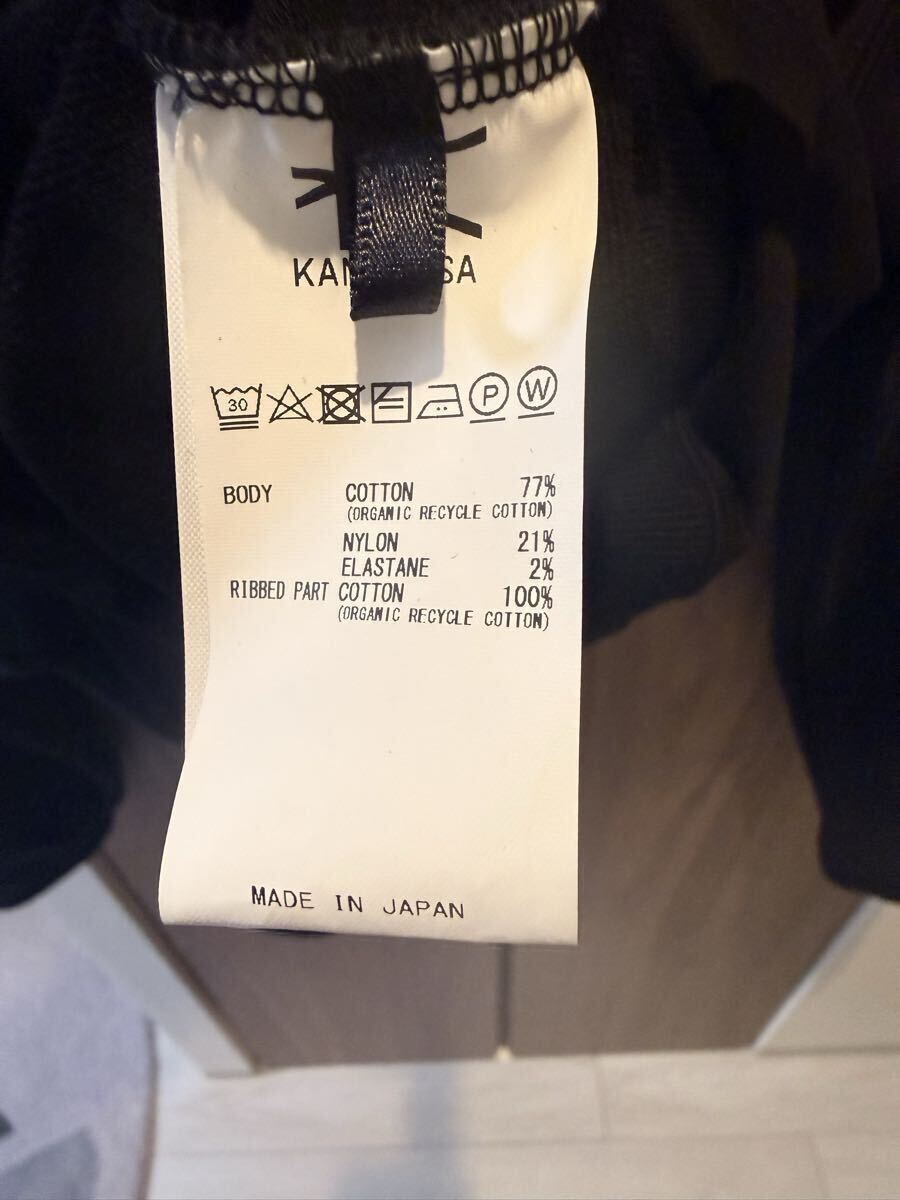 30 P W
BODY COTTON 77%
(ORGANIC RECYCLE COTTON)
NYLON 21%
ELASTANE 2%
RIBBED PART COTTON 100%
(ORGANIC RECYCLE COTTON)
MADE IN JAPAN